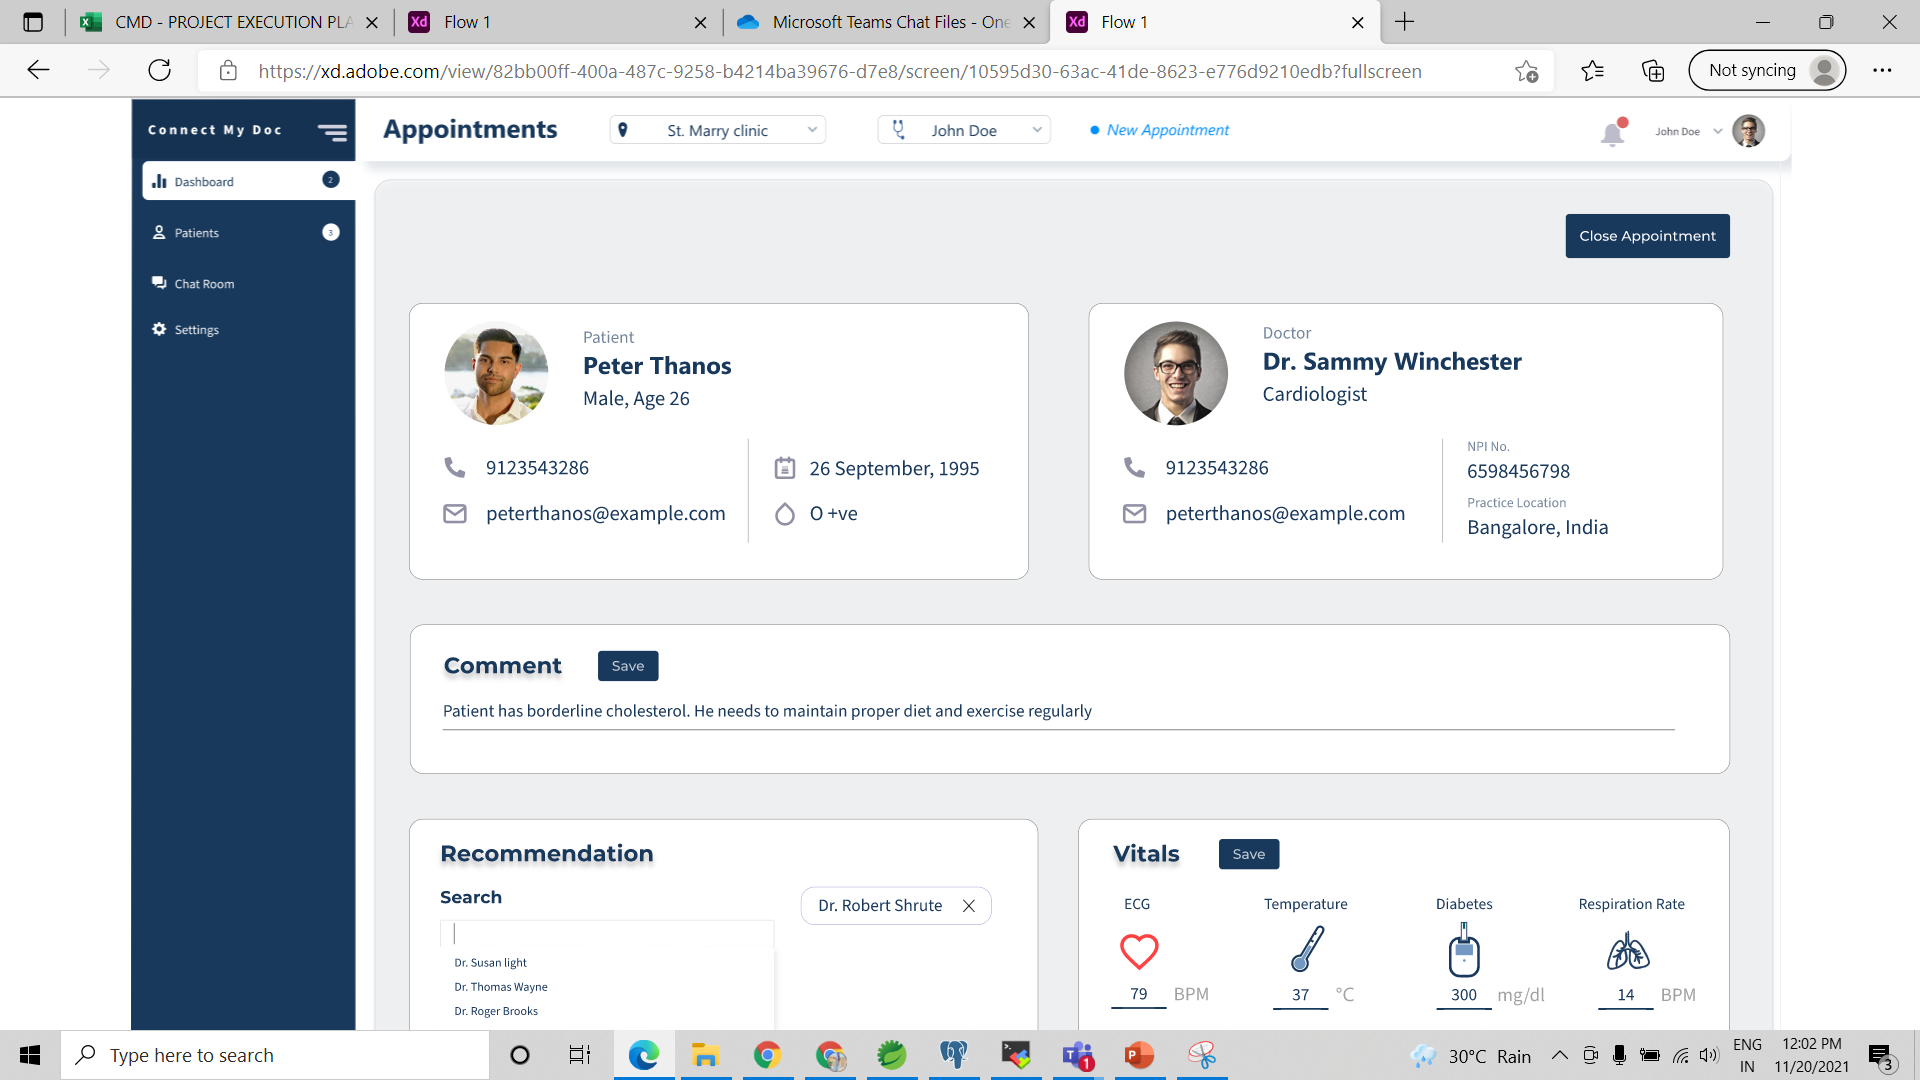 CMD - PROJECT EXECUTION PLA
Flow 1
Microsoft Teams Chat Files - One
Flow 1
https://xd.adobe.com/view/82bb00ff-400a-487c-9258-b4214ba39676-d7e8/screen/10595d30-63ac-41de-8623-e776d9210edb?fullscreen
Not syncing
Connect My Doc
Appointments
St. Marry clinic
John Doe
New Appointment
John Doe
Dashboard
2
Patients
3
Chat Room
Settings
Close Appointment
Patient
Peter Thanos
Male, Age 26
9123543286
26 September, 1995
peterthanos@example.com
O +ve
Doctor
Dr. Sammy Winchester
Cardiologist
9123543286
peterthanos@example.com
NPI No.
6598456798
Practice Location
Bangalore, India
Comment
Save
Patient has borderline cholesterol. He needs to maintain proper diet and exercise regularly
Recommendation
Search
Dr. Robert Shrute
Dr. Susan light
Dr. Thomas Wayne
Dr. Roger Brooks
Vitals
Save
ECG
Temperature
Diabetes
Respiration Rate
79 BPM
37 °C
300 mg/dl
14 BPM
Type here to search
30°C Rain
ENG
IN
12:02 PM
11/20/2021
3